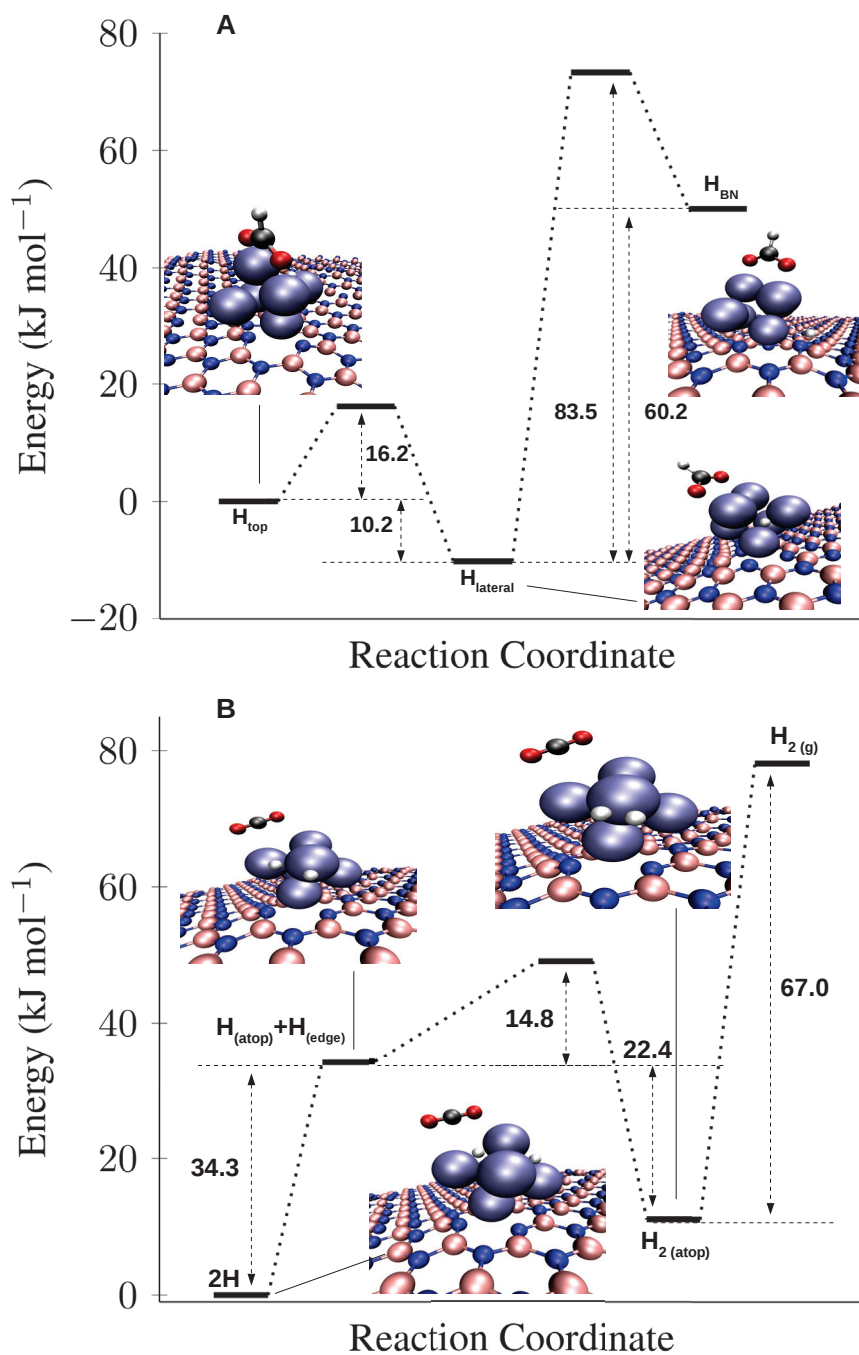 A
80
60
40
20
0
−20
Energy (kJ mol−1)
H_BN
83.5
60.2
16.2
10.2
H_top
H_lateral
Reaction Coordinate
B
80
60
40
20
0
Energy (kJ mol−1)
H_2 (g)
67.0
14.8
22.4
H_(atop)+H_(edge)
34.3
H_2 (atop)
2H
Reaction Coordinate